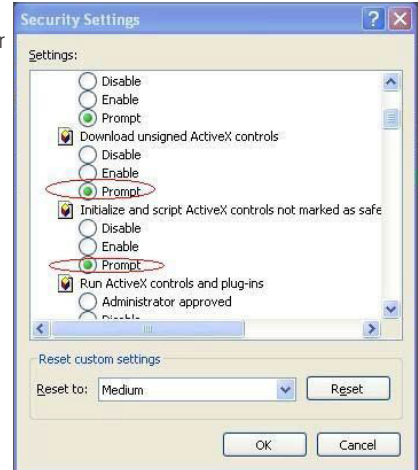 Security Settings
r
Settings:
Disable
Enable
Prompt
Download unsigned ActiveX controls
Disable
Enable
Prompt
Initialize and script ActiveX controls not marked as safe
Disable
Enable
Prompt
Run ActiveX controls and plug-ins
Administrator approved
Disable
Reset custom settings
Reset to: Medium Reset
OK Cancel